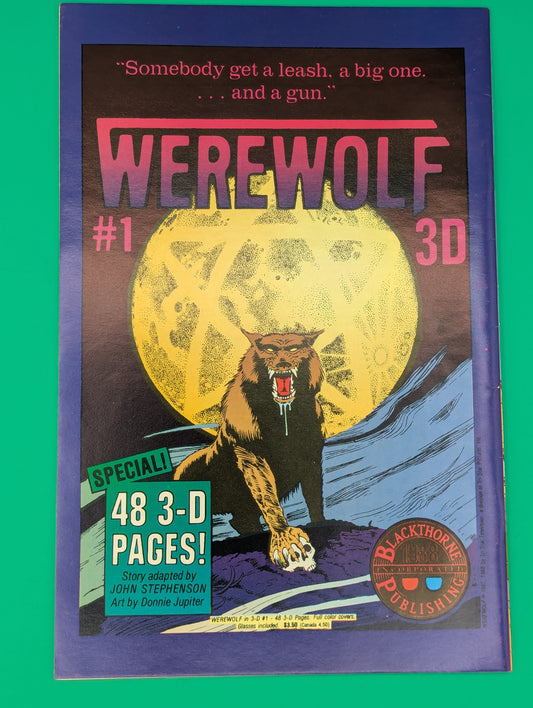 “Somebody get a leash, a big one.
. . . and a gun.”
WEREWOLF
#1
3D
SPECIAL!
48 3-D
PAGES!
Story adapted by
JOHN STEPHENSON
Art by Donnie Jupiter
BLACKTHORNE
1988
INCORPORATED
PUBLISHING
WEREWOLF in 3-D #1 - 48 3-D Pages. Full color covers.
Glasses included. $3.50 (Canada 4.50)